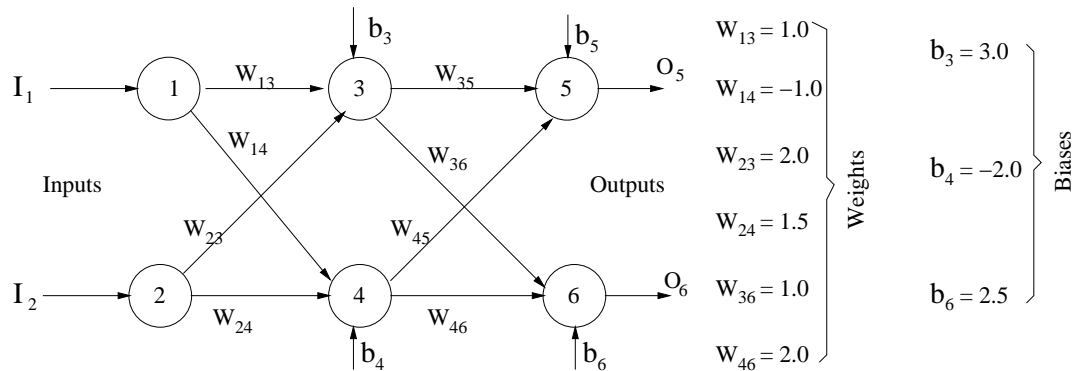 b3
b5
W13 = 1.0
b3 = 3.0
I1
1
W13
3
W35
5
O5
W14 = −1.0
W14
W36
Inputs
Outputs
W23 = 2.0
b4 = −2.0
Weights
Biases
W23
W45
W24 = 1.5
I2
2
W24
4
W46
6
O6
W36 = 1.0
b6 = 2.5
b4
b6
W46 = 2.0